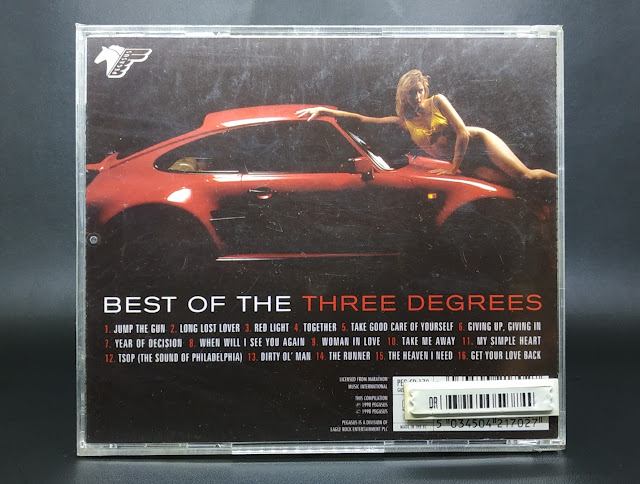 BEST OF THE THREE DEGREES
1. JUMP THE GUN 2. LONG LOST LOVER 3. RED LIGHT 4. TOGETHER 5. TAKE GOOD CARE OF YOURSELF 6. GIVING UP, GIVING IN
7. YEAR OF DECISION 8. WHEN WILL I SEE YOU AGAIN 9. WOMAN IN LOVE 10. TAKE ME AWAY 11. MY SIMPLE HEART
12. TSOP (THE SOUND OF PHILADELPHIA) 13. DIRTY OL' MAN 14. THE RUNNER 15. THE HEAVEN I NEED 16. GET YOUR LOVE BACK
LICENSED FROM MARATHON
MUSIC INTERNATIONAL
THIS COMPILATION
℗ 1998 PEGASUS
© 1998 PEGASUS
PEGASUS IS A DIVISION OF
EAGLE ROCK ENTERTAINMENT PLC
DR
MADE IN THE
5 034504 217027